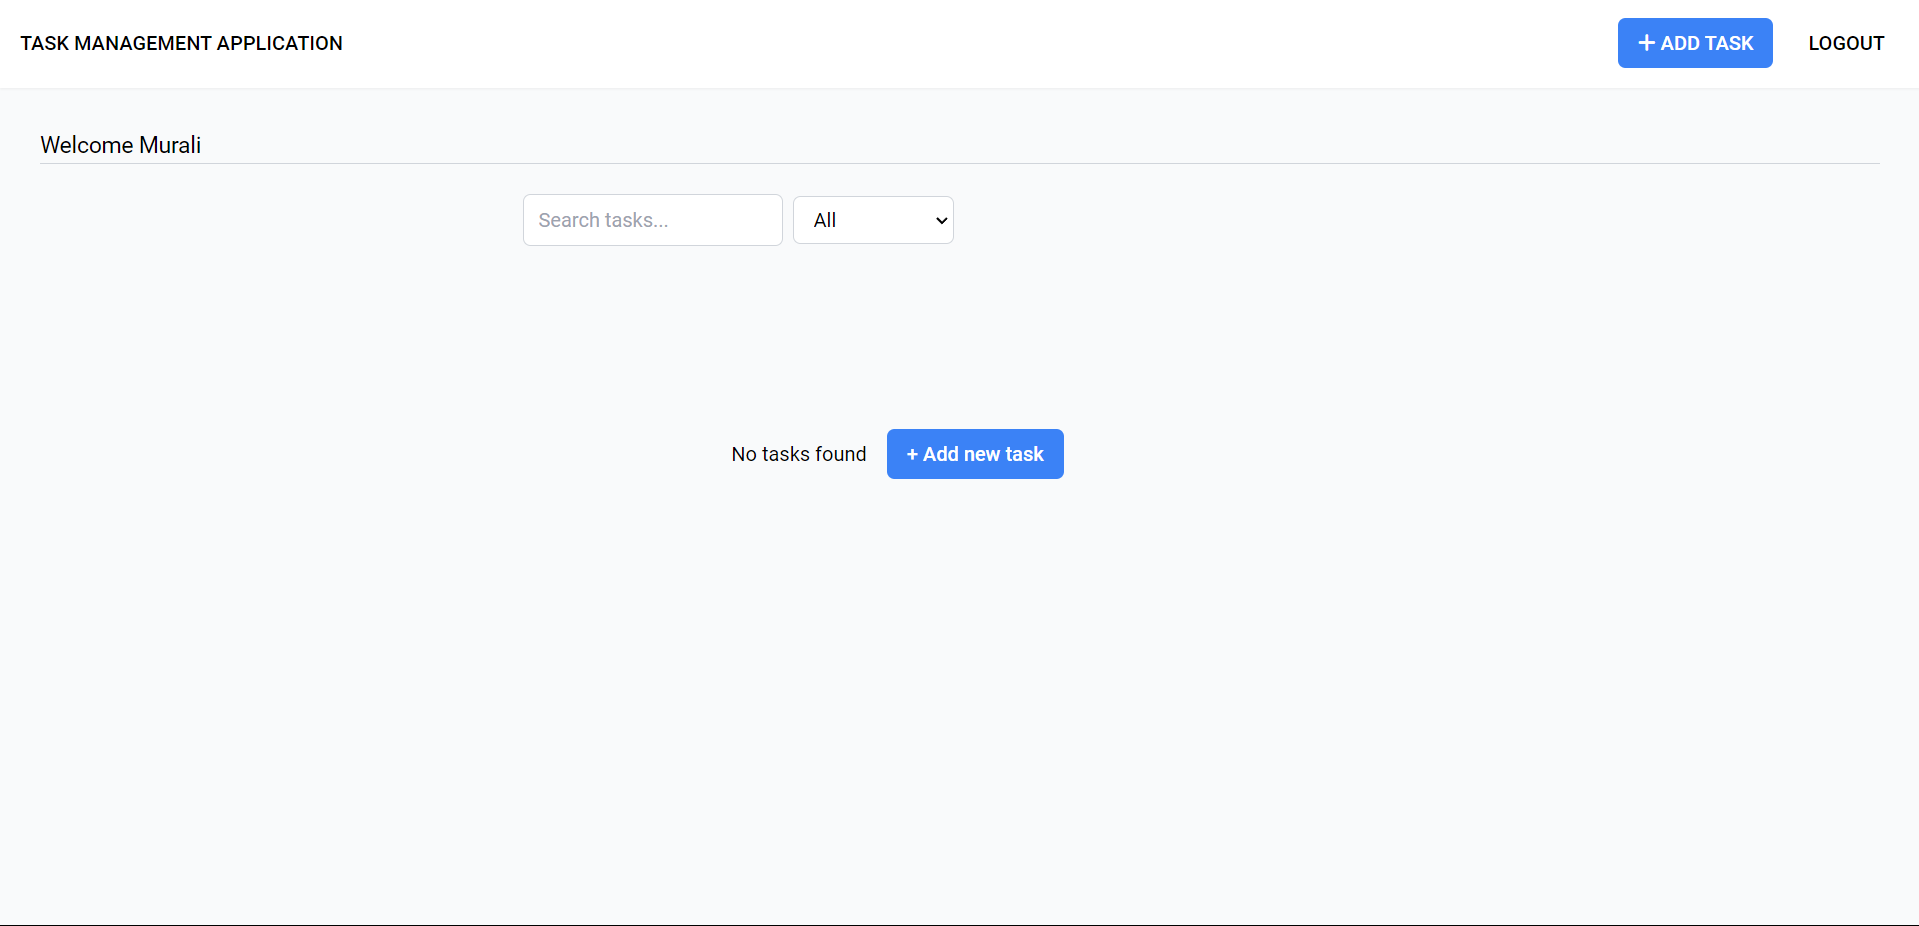 TASK MANAGEMENT APPLICATION
+ ADD TASK
LOGOUT
Welcome Murali
Search tasks...
All
No tasks found
+ Add new task